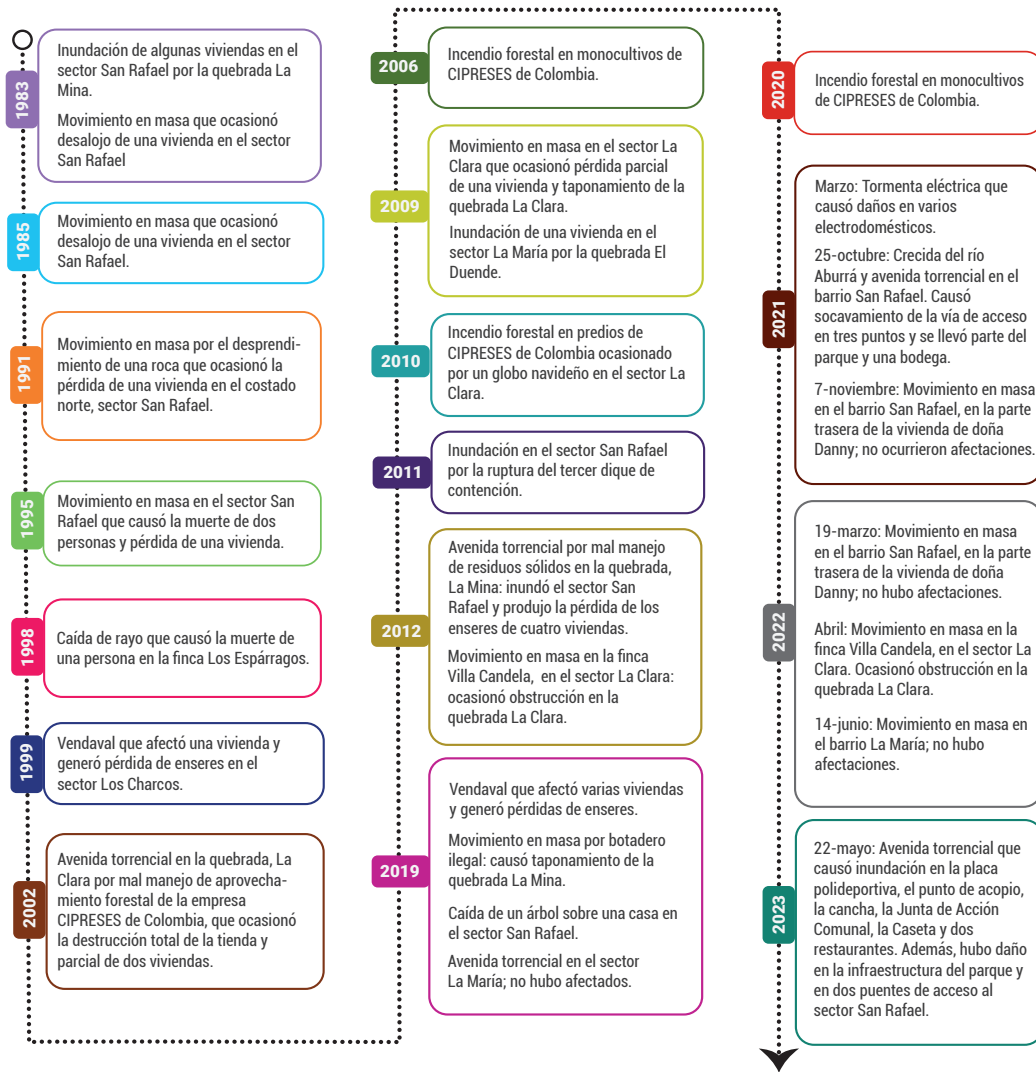 1983
Inundación de algunas viviendas en el
sector San Rafael por la quebrada La
Mina.
Movimiento en masa que ocasionó
desalojo de una vivienda en el sector
San Rafael
1985
Movimiento en masa que ocasionó
desalojo de una vivienda en el sector
San Rafael.
1991
Movimiento en masa por el desprendi-
miento de una roca que ocasionó la
pérdida de una vivienda en el costado
norte, sector San Rafael.
1995
Movimiento en masa en el sector San
Rafael que causó la muerte de dos
personas y pérdida de una vivienda.
1998
Caída de rayo que causó la muerte de
una persona en la finca Los Espárragos.
1999
Vendaval que afectó una vivienda y
generó pérdida de enseres en el
sector Los Charcos.
2002
Avenida torrencial en la quebrada, La
Clara por mal manejo de aprovecha-
miento forestal de la empresa
CIPRESES de Colombia, que ocasionó
la destrucción total de la tienda y
parcial de dos viviendas.
2006
Incendio forestal en monocultivos de
CIPRESES de Colombia.
2009
Movimiento en masa en el sector La
Clara que ocasionó pérdida parcial
de una vivienda y taponamiento de la
quebrada La Clara.
Inundación de una vivienda en el
sector La María por la quebrada El
Duende.
2010
Incendio forestal en predios de
CIPRESES de Colombia ocasionado
por un globo navideño en el sector La
Clara.
2011
Inundación en el sector San Rafael
por la ruptura del tercer dique de
contención.
2012
Avenida torrencial por mal manejo
de residuos sólidos en la quebrada,
La Mina: inundó el sector San
Rafael y produjo la pérdida de los
enseres de cuatro viviendas.
Movimiento en masa en la finca
Villa Candela, en el sector La Clara:
ocasionó obstrucción en la
quebrada La Clara.
2019
Vendaval que afectó varias viviendas
y generó pérdidas de enseres.
Movimiento en masa por botadero
ilegal: causó taponamiento de la
quebrada La Mina.
Caída de un árbol sobre una casa en
el sector San Rafael.
Avenida torrencial en el sector
La María; no hubo afectados.
2020
Incendio forestal en monocultivos
de CIPRESES de Colombia.
2021
Marzo: Tormenta eléctrica que
causó daños en varios
electrodomésticos.
25-octubre: Crecida del río
Aburrá y avenida torrencial en el
barrio San Rafael. Causó
socavamiento de la vía de acceso
en tres puntos y se llevó parte del
parque y una bodega.
7-noviembre: Movimiento en masa
en el barrio San Rafael, en la parte
trasera de la vivienda de doña
Danny; no ocurrieron afectaciones.
2022
19-marzo: Movimiento en masa
en el barrio San Rafael, en la parte
trasera de la vivienda de doña
Danny; no hubo afectaciones.
Abril: Movimiento en masa en la
finca Villa Candela, en el sector La
Clara. Ocasionó obstrucción en la
quebrada La Clara.
14-junio: Movimiento en masa en
el barrio La María; no hubo
afectaciones.
2023
22-mayo: Avenida torrencial que
causó inundación en la placa
polideportiva, el punto de acopio,
la cancha, la Junta de Acción
Comunal, la Caseta y dos
restaurantes. Además, hubo daño
en la infraestructura del parque y
en dos puentes de acceso al
sector San Rafael.